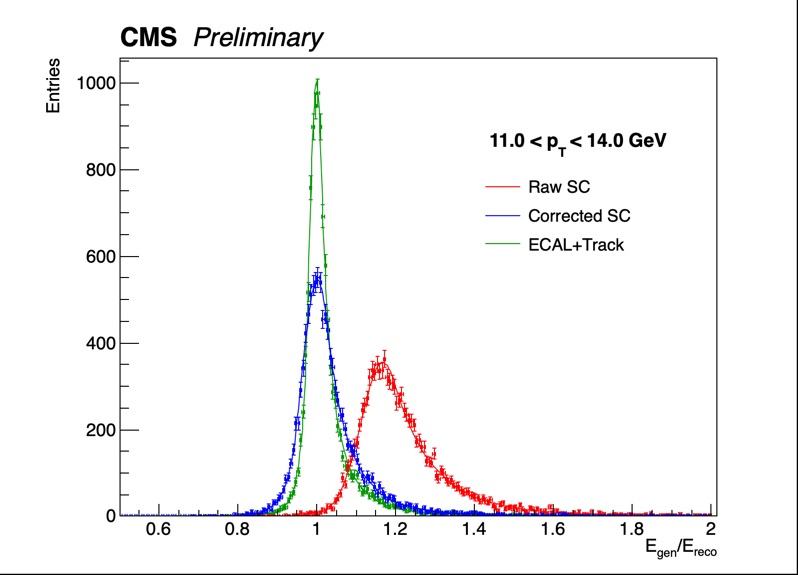 CMS Preliminary
Entries
1000
800
600
400
200
0
11.0 < p_T < 14.0 GeV
Raw SC
Corrected SC
ECAL+Track
0.6 0.8 1 1.2 1.4 1.6 1.8 2
E_gen/E_reco